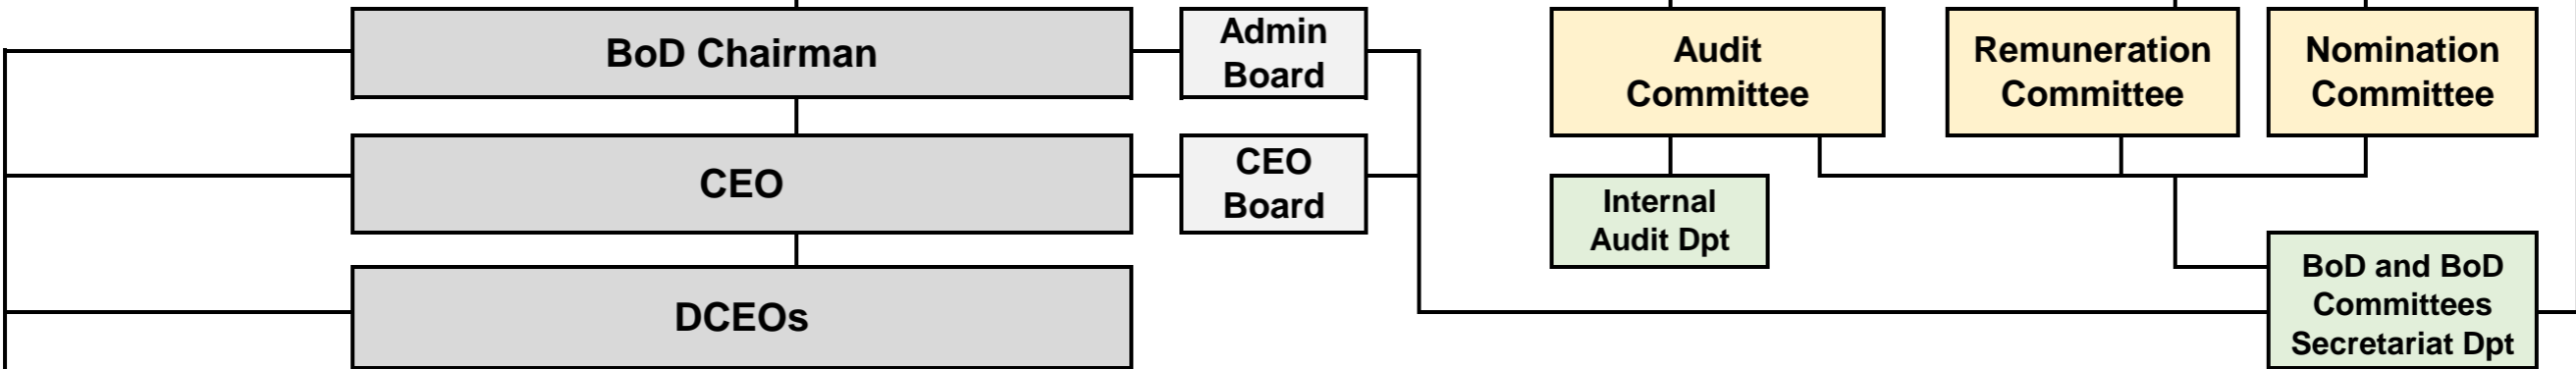 BoD Chairman
Admin
Board
Audit
Committee
Remuneration
Committee
Nomination
Committee
CEO
CEO
Board
Internal
Audit Dpt
BoD and BoD
Committees
Secretariat Dpt
DCEOs